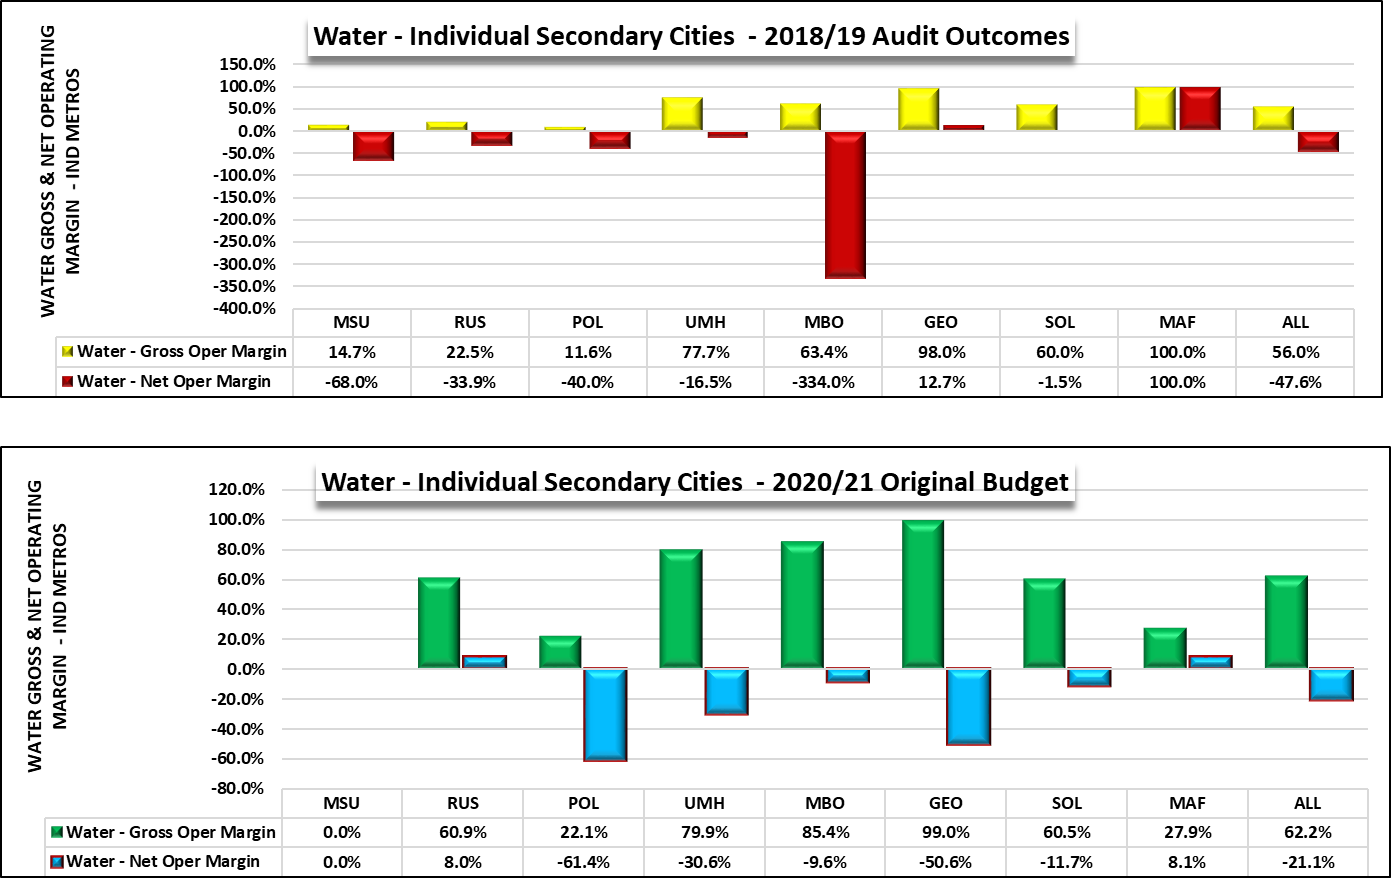 Water - Individual Secondary Cities - 2018/19 Audit Outcomes
WATER GROSS & NET OPERATING
MARGIN - IND METROS
150.0%
100.0%
50.0%
0.0%
-50.0%
-100.0%
-150.0%
-200.0%
-250.0%
-300.0%
-350.0%
-400.0%
MSU RUS POL UMH MBO GEO SOL MAF ALL
Water - Gross Oper Margin 14.7% 22.5% 11.6% 77.7% 63.4% 98.0% 60.0% 100.0% 56.0%
Water - Net Oper Margin -68.0% -33.9% -40.0% -16.5% -334.0% 12.7% -1.5% 100.0% -47.6%
Water - Individual Secondary Cities - 2020/21 Original Budget
WATER GROSS & NET OPERATING
MARGIN - IND METROS
120.0%
100.0%
80.0%
60.0%
40.0%
20.0%
0.0%
-20.0%
-40.0%
-60.0%
-80.0%
MSU RUS POL UMH MBO GEO SOL MAF ALL
Water - Gross Oper Margin 0.0% 60.9% 22.1% 79.9% 85.4% 99.0% 60.5% 27.9% 62.2%
Water - Net Oper Margin 0.0% 8.0% -61.4% -30.6% -9.6% -50.6% -11.7% 8.1% -21.1%